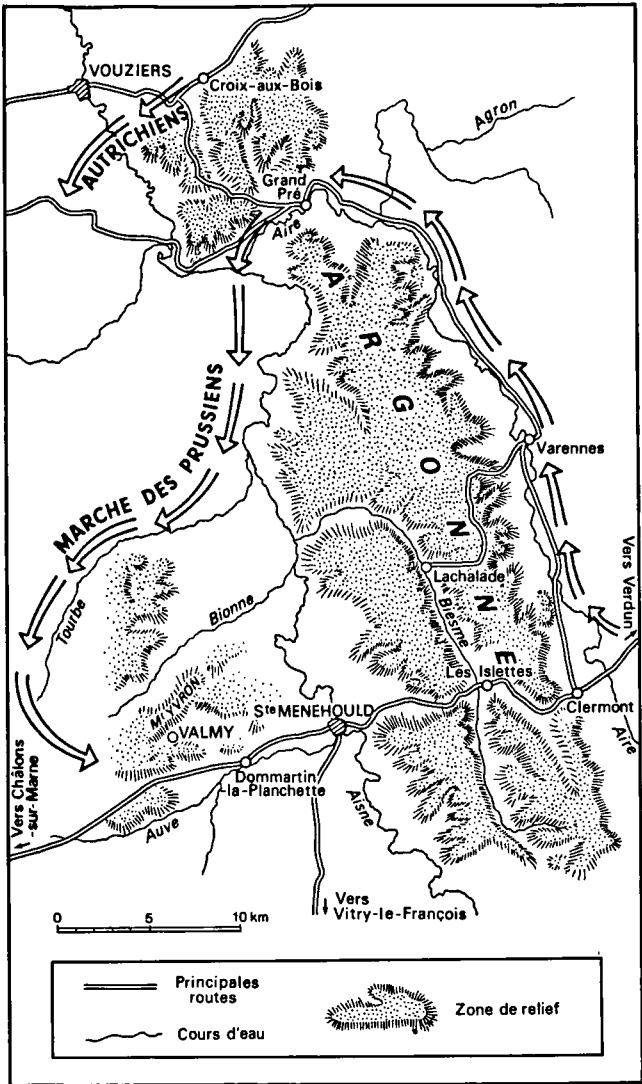 VOUZIERS
Croix-aux-Bois
AUTRICHIENS
Agron
Grand
Pré
Aire
ARGONNE
MARCHE DES PRUSSIENS
Varennes
Lachalade
Biesme
Vers Verdun
Tourbe
Bionne
Les Islettes
Clermont
Aire
Mt YVRON
VALMY
Ste MENEHOULD
Dommartin
-la-Planchette
Vers Châlons
-sur-Marne
Auve
Aisne
Vers
Vitry-le-François
0 5 10 km
Principales
routes
Cours d'eau
Zone de relief